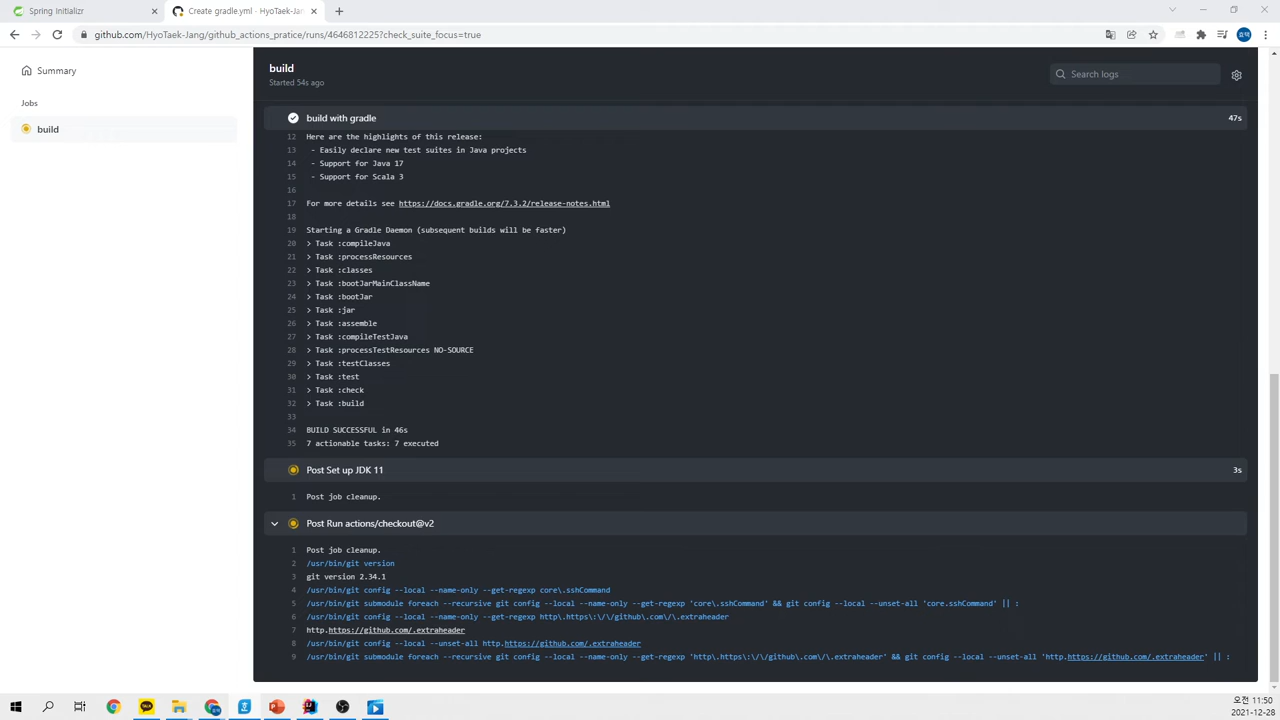 Spring Initializr
Create gradle.yml · HyoTaek-Jang
github.com/HyoTaek-Jang/github_actions_pratice/runs/4646812225?check_suite_focus=true
Summary
Jobs
build
build
Started 54s ago
Search logs
build with gradle 47s
12 Here are the highlights of this release:
13 - Easily declare new test suites in Java projects
14 - Support for Java 17
15 - Support for Scala 3
16
17 For more details see https://docs.gradle.org/7.3.2/release-notes.html
18
19 Starting a Gradle Daemon (subsequent builds will be faster)
20 > Task :compileJava
21 > Task :processResources
22 > Task :classes
23 > Task :bootJarMainClassName
24 > Task :bootJar
25 > Task :jar
26 > Task :assemble
27 > Task :compileTestJava
28 > Task :processTestResources NO-SOURCE
29 > Task :testClasses
30 > Task :test
31 > Task :check
32 > Task :build
33
34 BUILD SUCCESSFUL in 46s
35 7 actionable tasks: 7 executed
Post Set up JDK 11 3s
1 Post job cleanup.
Post Run actions/checkout@v2
1 Post job cleanup.
2 /usr/bin/git version
3 git version 2.34.1
4 /usr/bin/git config --local --name-only --get-regexp core\.sshCommand
5 /usr/bin/git submodule foreach --recursive git config --local --name-only --get-regexp 'core\.sshCommand' && git config --local --unset-all 'core.sshCommand' || :
6 /usr/bin/git config --local --name-only --get-regexp http\.https\:\/\/github\.com\/\.extraheader
7 http.https://github.com/.extraheader
8 /usr/bin/git config --local --unset-all http.https://github.com/.extraheader
9 /usr/bin/git submodule foreach --recursive git config --local --name-only --get-regexp 'http\.https\:\/\/github\.com\/\.extraheader' && git config --local --unset-all 'http.https://github.com/.extraheader' || :
TALK
오전 11:50
2021-12-28